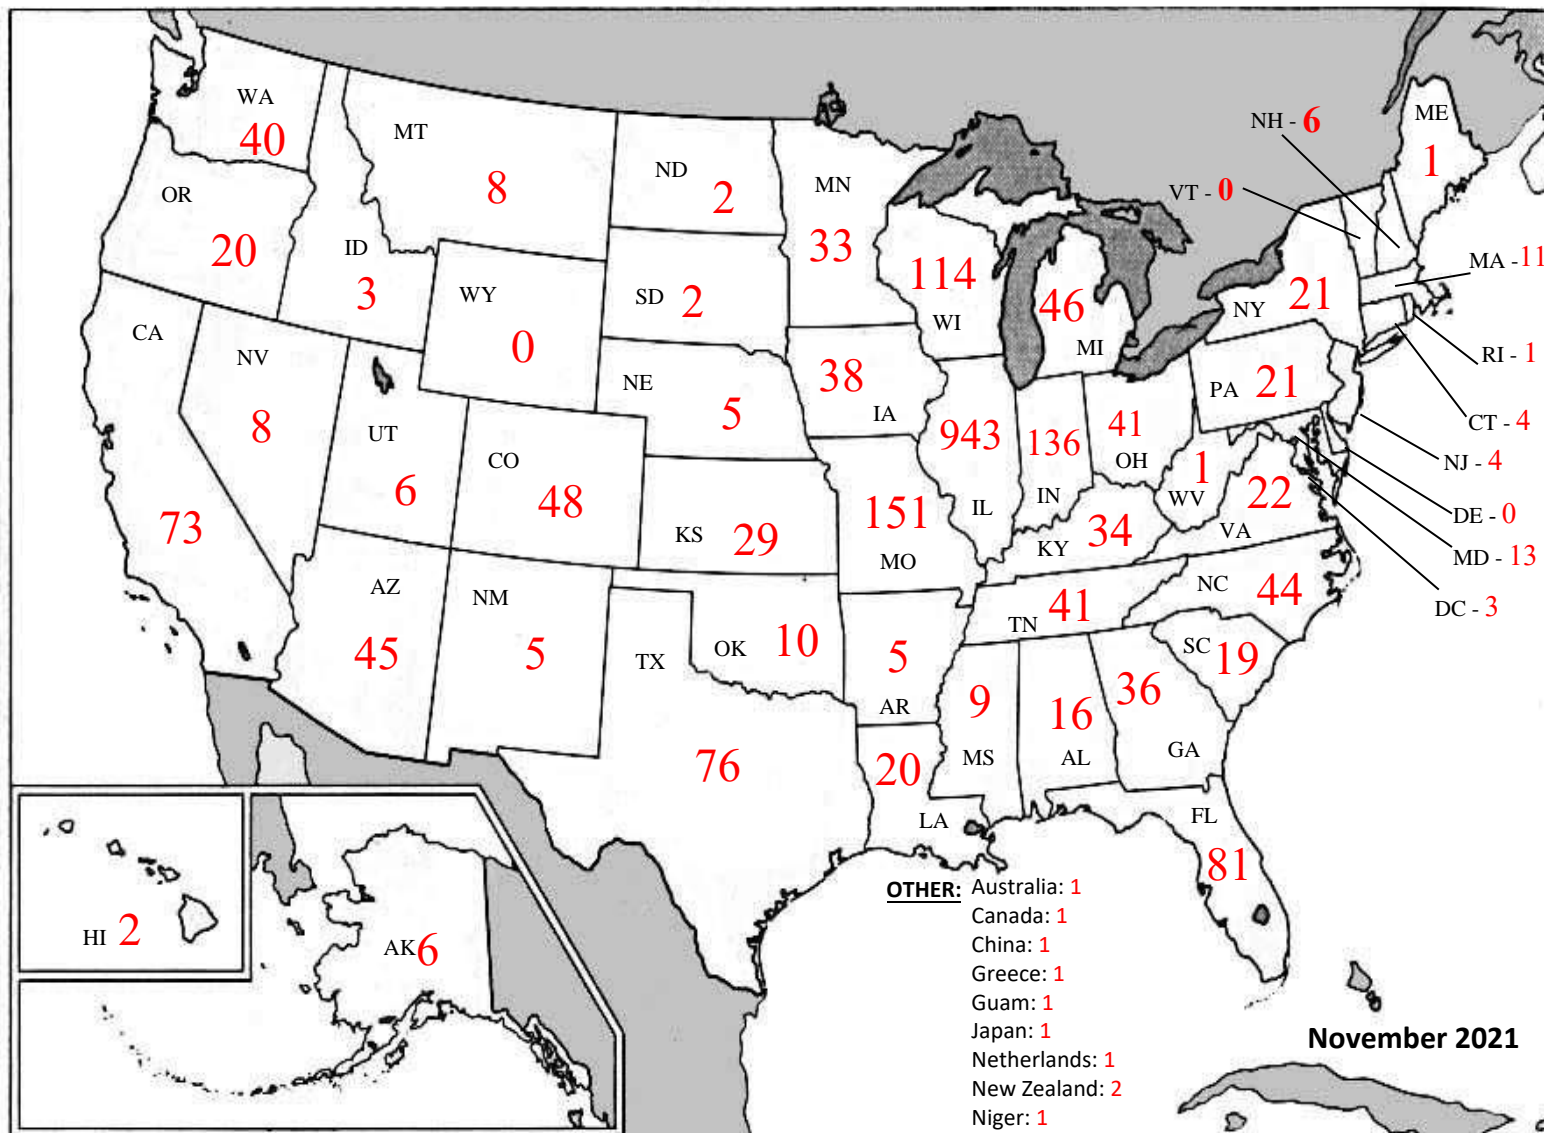 WA
40
MT
8
ND
2
MN
33
OR
20
ID
3
WY
0
SD
2
WI
114
MI
46
NH - 6
VT - 0
ME
1
MA - 11
NY 21
RI - 1
CT - 4
NJ - 4
DE - 0
MD - 13
DC - 3
PA 21
CA
73
NV
8
UT
6
CO
48
NE
5
IA
38
IL
943
IN
136
OH
41
WV
1
VA
22
KS 29
MO
151
KY 34
AZ
45
NM
5
OK 10
AR
5
TN 41
NC 44
SC 19
TX
76
LA
20
MS
9
AL
16
GA
36
FL
81
HI 2
AK 6
OTHER: Australia: 1
Canada: 1
China: 1
Greece: 1
Guam: 1
Japan: 1
Netherlands: 1
New Zealand: 2
Niger: 1
November 2021